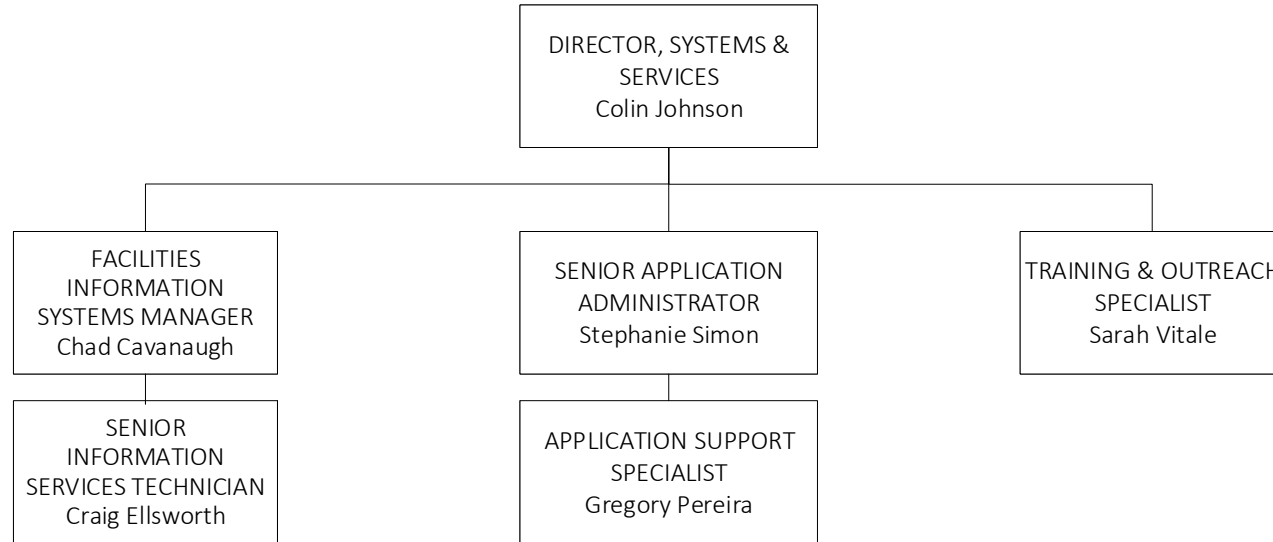 DIRECTOR, SYSTEMS &
SERVICES
Colin Johnson
FACILITIES
INFORMATION
SYSTEMS MANAGER
Chad Cavanaugh
SENIOR APPLICATION
ADMINISTRATOR
Stephanie Simon
TRAINING & OUTREACH
SPECIALIST
Sarah Vitale
SENIOR
INFORMATION
SERVICES TECHNICIAN
Craig Ellsworth
APPLICATION SUPPORT
SPECIALIST
Gregory Pereira